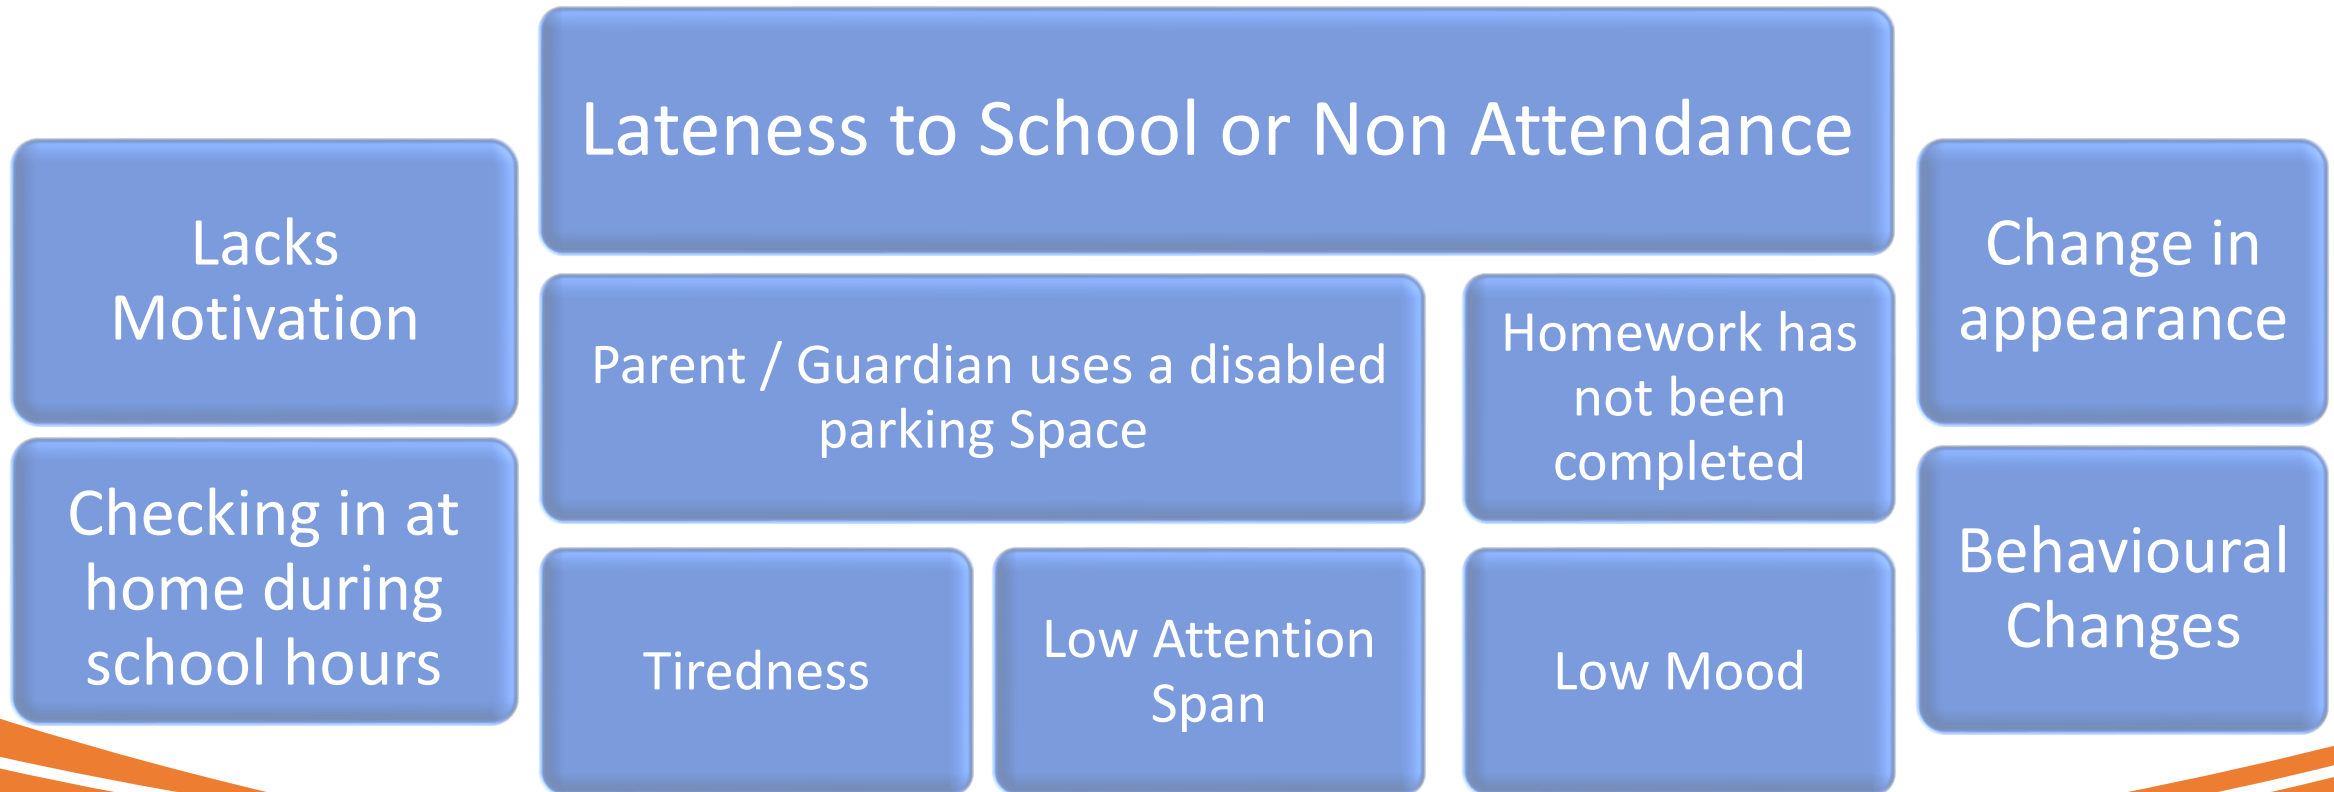 Lateness to School or Non Attendance
Lacks
Motivation
Change in
appearance
Parent / Guardian uses a disabled
parking Space
Homework has
not been
completed
Checking in at
home during
school hours
Behavioural
Changes
Tiredness
Low Attention
Span
Low Mood